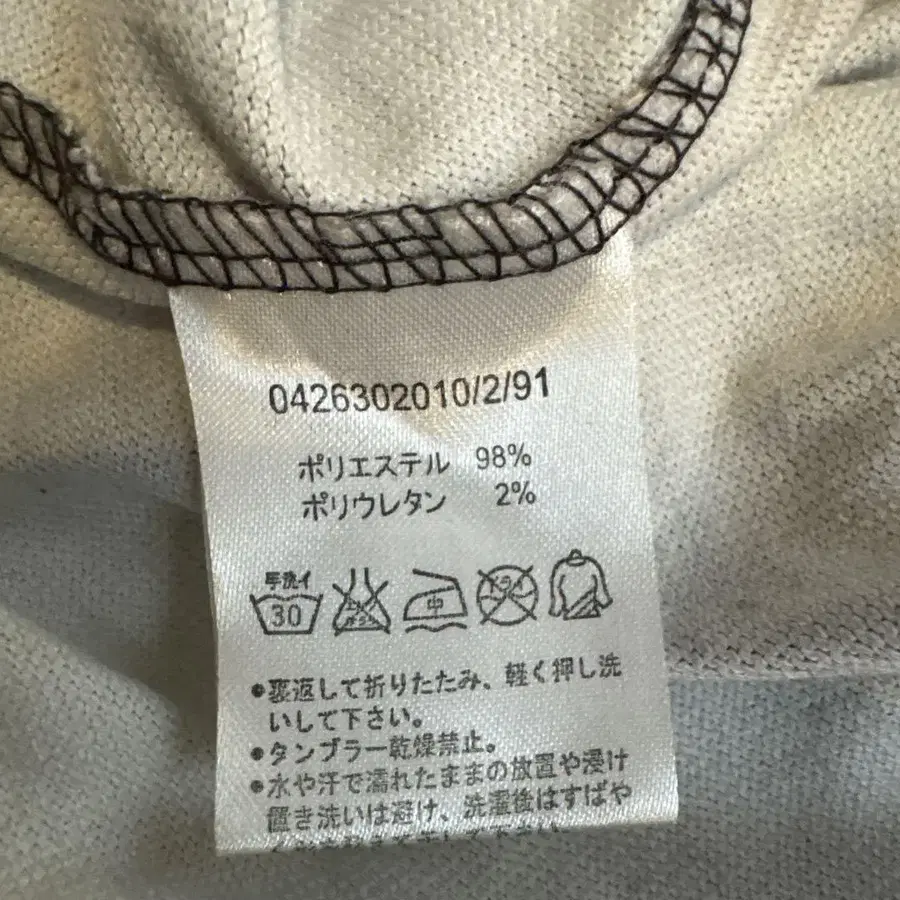 0426302010/2/91
ポリエステル 98%
ポリウレタン 2%
手洗イ 30 中
•裏返して折りたたみ、軽く押し洗
いして下さい。
•タンブラー乾燥禁止。
•水や汗で濡れたままの放置や浸け
置き洗いは避け、洗濯後はすばや